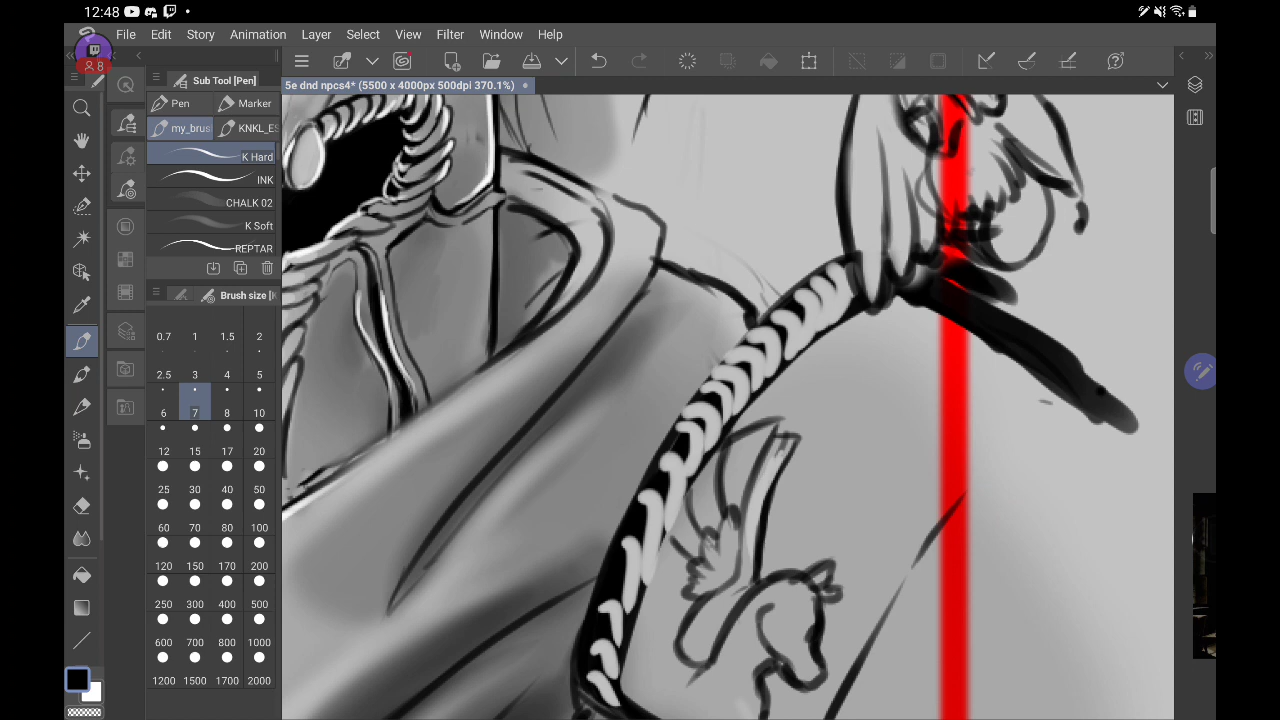 12:48
File Edit Story Animation Layer Select View Filter Window Help
8
Sub Tool [Pen]
5e dnd npcs4* (5500 x 4000px 500dpi 370.1%)
Pen Marker
my_brus KNKL_ES
K Hard
INK
CHALK 02
K Soft
REPTAR
Brush size [K
0.7 1 1.5 2
2.5 3 4 5
6 7 8 10
12 15 17 20
25 30 40 50
60 70 80 100
120 150 170 200
250 300 400 500
600 700 800 1000
1200 1500 1700 2000